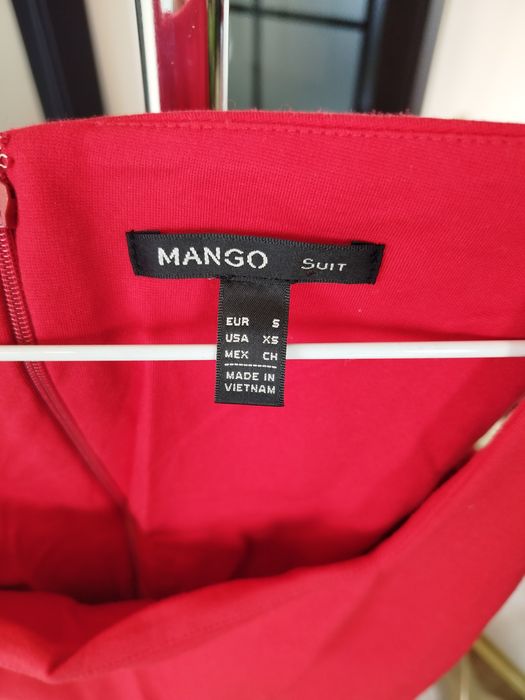 MANGO SUIT
EUR S
USA XS
MEX CH
MADE IN
VIETNAM